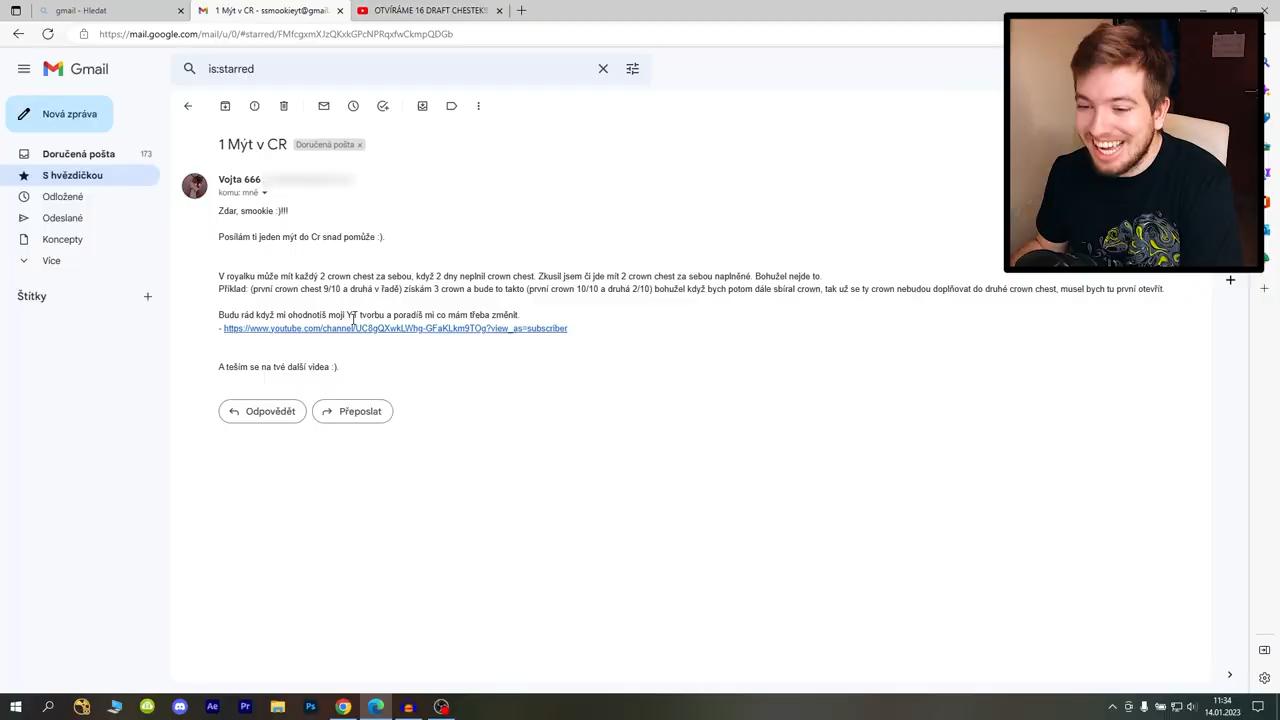 gmail - Hledat
1 Mýt v CR - ssmookieyt@gmail.
OTVÍRÁME 16 DRAFT CHESTEK!
https://mail.google.com/mail/u/0/#starred/FMfcgxmXJzQKxkGPcNPRqxfwCkmpQDGb
Gmail
is:starred
Nová zpráva
1 Mýt v CR
Doručená pošta
Doručená pošta 173
S hvězdičkou
Odložené
Odeslané
Koncepty
Více
Štítky
Vojta 666
komu: mně
Zdar, smookie :)!!!
Posílám ti jeden mýt do Cr snad pomůže :).
V royalku může mít každý 2 crown chest za sebou, když 2 dny neplnil crown chest. Zkusil jsem či jde mít 2 crown chest za sebou naplněné. Bohužel nejde to.
Příklad: (první crown chest 9/10 a druhá v řadě) získám 3 crown a bude to takto (první crown 10/10 a druhá 2/10) bohužel když bych potom dále sbíral crown, tak už se ty crown nebudou doplňovat do druhé crown chest, musel bych tu první otevřít.
Budu rád když mi ohodnotíš moji YT tvorbu a poradíš mi co mám třeba změnit.
- https://www.youtube.com/channel/UC8gQXwkLWhg-GFaKLkm9TOg?view_as=subscriber
A teším se na tvé další videa :).
Odpovědět
Přeposlat
11:34
14.01.2023